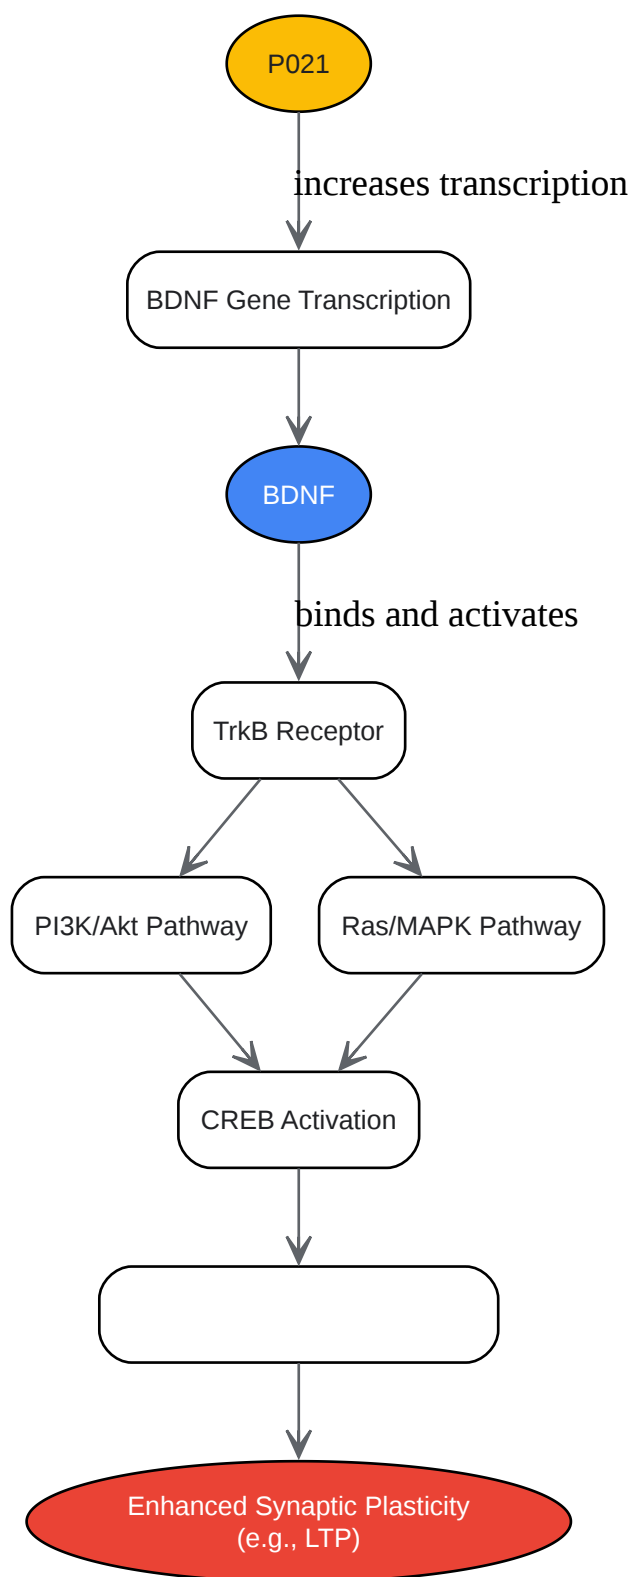 P021
increases transcription
BDNF Gene Transcription
BDNF
binds and activates
TrkB Receptor
PI3K/Akt Pathway
Ras/MAPK Pathway
CREB Activation
Enhanced Synaptic Plasticity
(e.g., LTP)